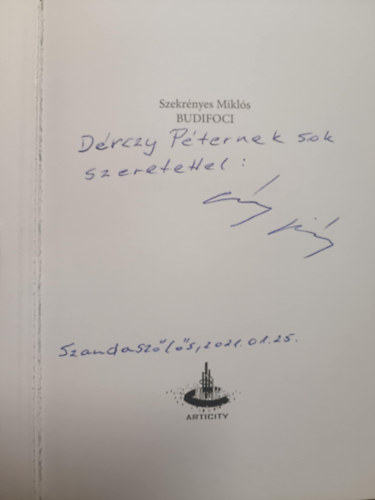 Szekrényes Miklós
BUDIFOCI
Dérczy Péternek sok
szeretettel:
Szandaszőlős, 2021.01.25.
ARTICITY